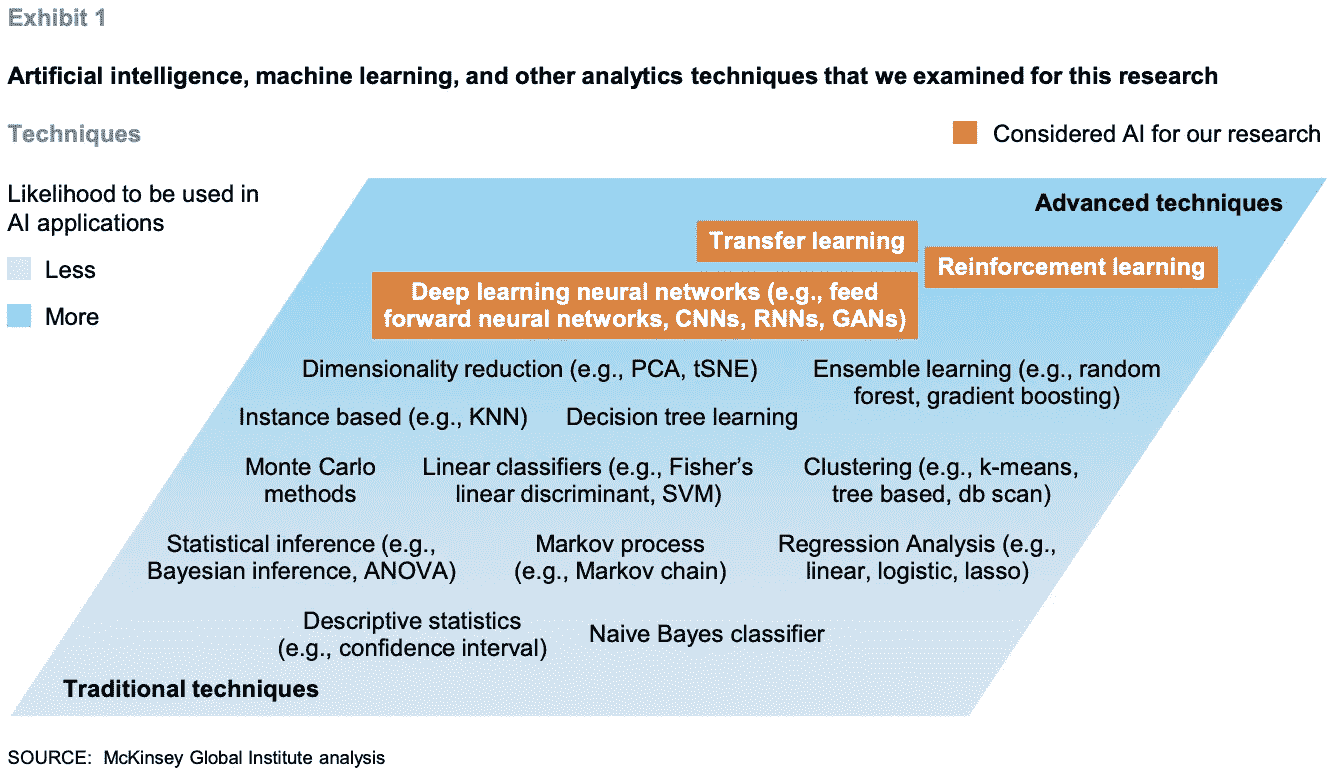 Exhibit 1
Artificial intelligence, machine learning, and other analytics techniques that we examined for this research
Techniques
Considered AI for our research
Likelihood to be used in
AI applications
Less
More
Advanced techniques
Transfer learning
Reinforcement learning
Deep learning neural networks (e.g., feed
forward neural networks, CNNs, RNNs, GANs)
Dimensionality reduction (e.g., PCA, tSNE)
Ensemble learning (e.g., random
forest, gradient boosting)
Instance based (e.g., KNN)
Decision tree learning
Monte Carlo
methods
Linear classifiers (e.g., Fisher's
linear discriminant, SVM)
Clustering (e.g., k-means,
tree based, db scan)
Statistical inference (e.g.,
Bayesian inference, ANOVA)
Markov process
(e.g., Markov chain)
Regression Analysis (e.g.,
linear, logistic, lasso)
Descriptive statistics
(e.g., confidence interval)
Naive Bayes classifier
Traditional techniques
SOURCE: McKinsey Global Institute analysis